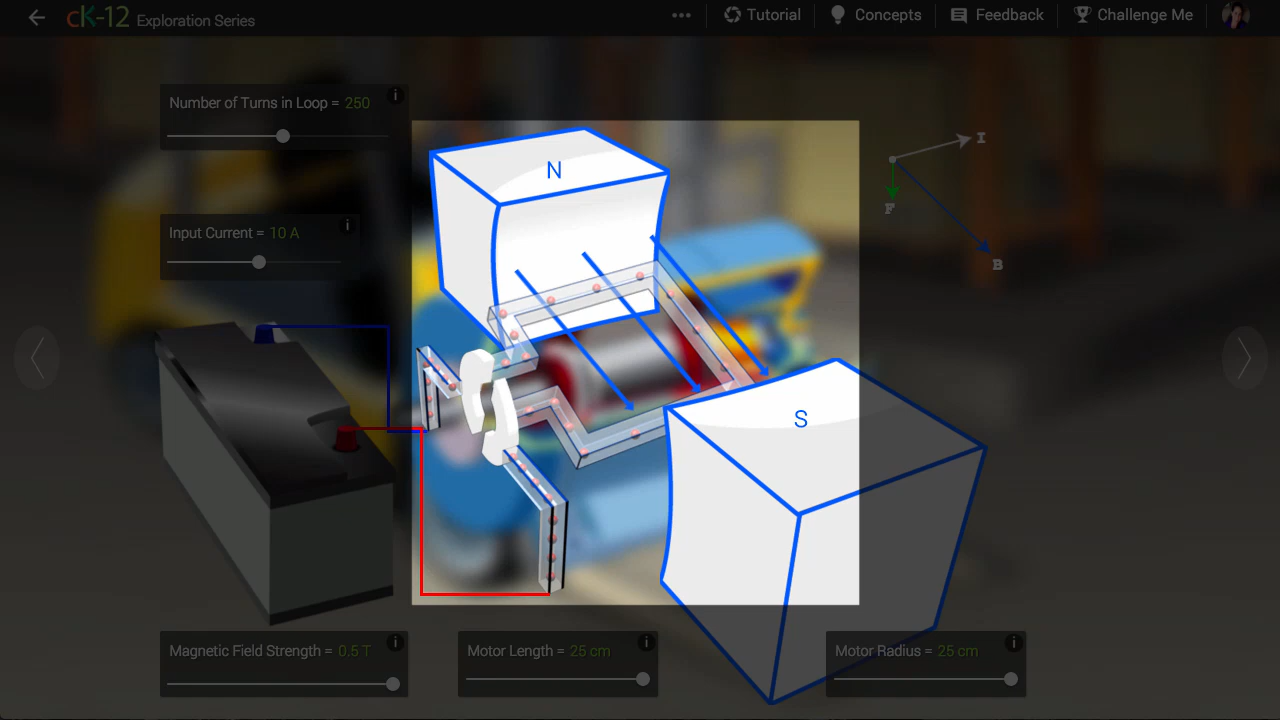 cK-12 Exploration Series
••• Tutorial Concepts Feedback Challenge Me
Number of Turns in Loop = 250 i
Input Current = 10 A i
N
I
F
B
S
Magnetic Field Strength = 0.5 T i
Motor Length = 25 cm i
Motor Radius = 25 cm i